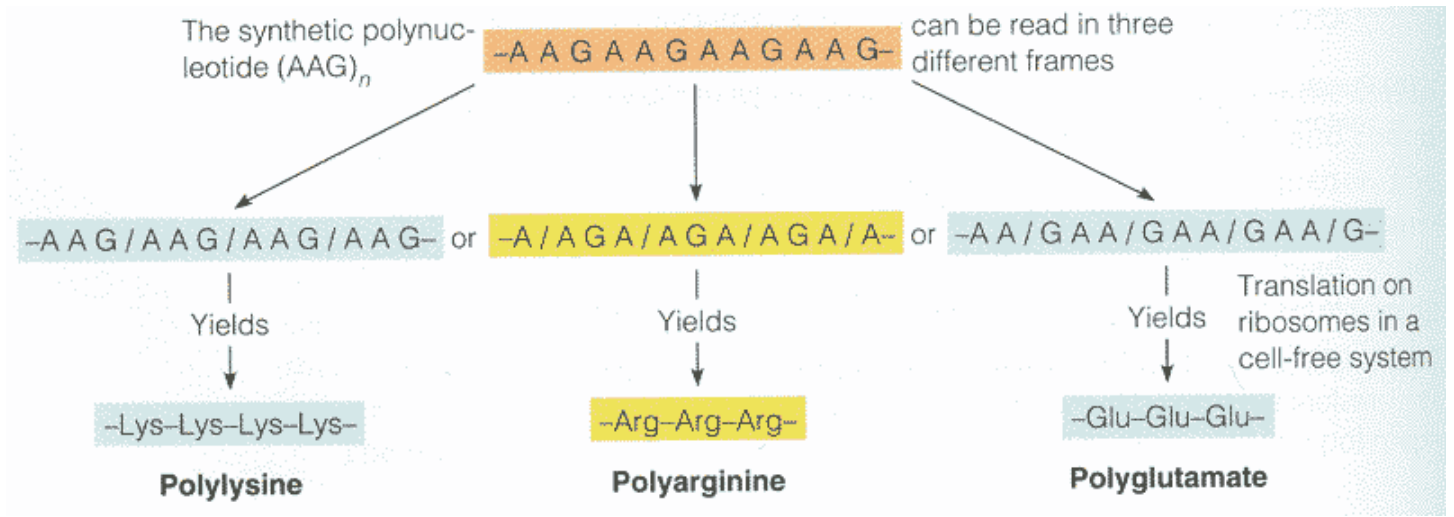 The synthetic polynuc-
leotide (AAG)n
–A A G A A G A A G A A G–
can be read in three
different frames
–A A G / A A G / A A G / A A G– or –A / A G A / A G A / A G A / A– or –A A / G A A / G A A / G A A / G–
Yields
Yields
Yields
Translation on
ribosomes in a
cell-free system
–Lys–Lys–Lys–Lys–
–Arg–Arg–Arg–
–Glu–Glu–Glu–
Polylysine
Polyarginine
Polyglutamate